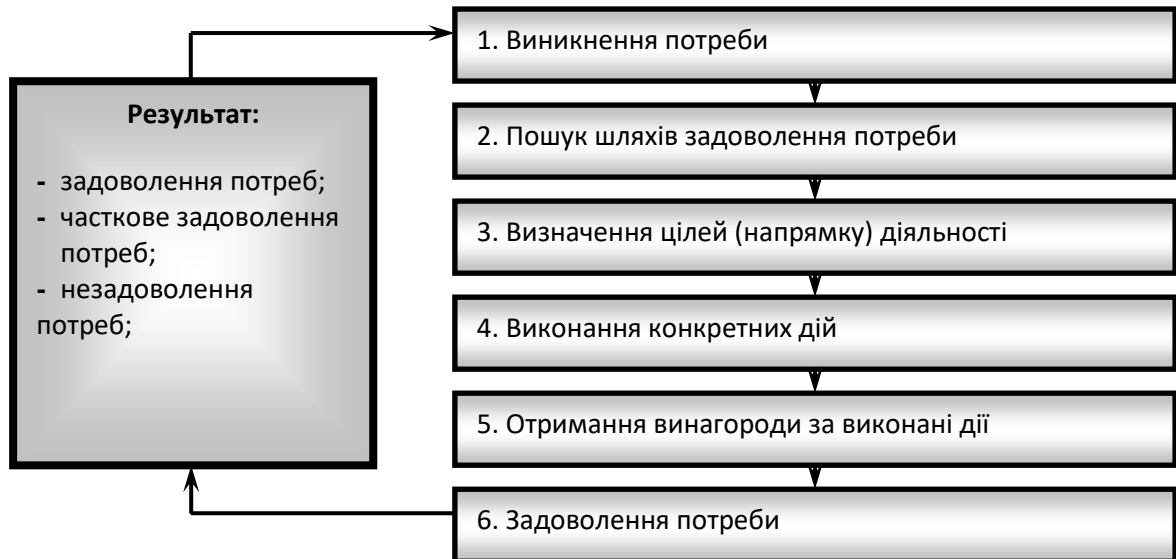 1. Виникнення потреби
2. Пошук шляхів задоволення потреби
3. Визначення цілей (напрямку) діяльності
4. Виконання конкретних дій
5. Отримання винагороди за виконані дії
6. Задоволення потреби
Результат:
- задоволення потреб;
- часткове задоволення
потреб;
- незадоволення
потреб;